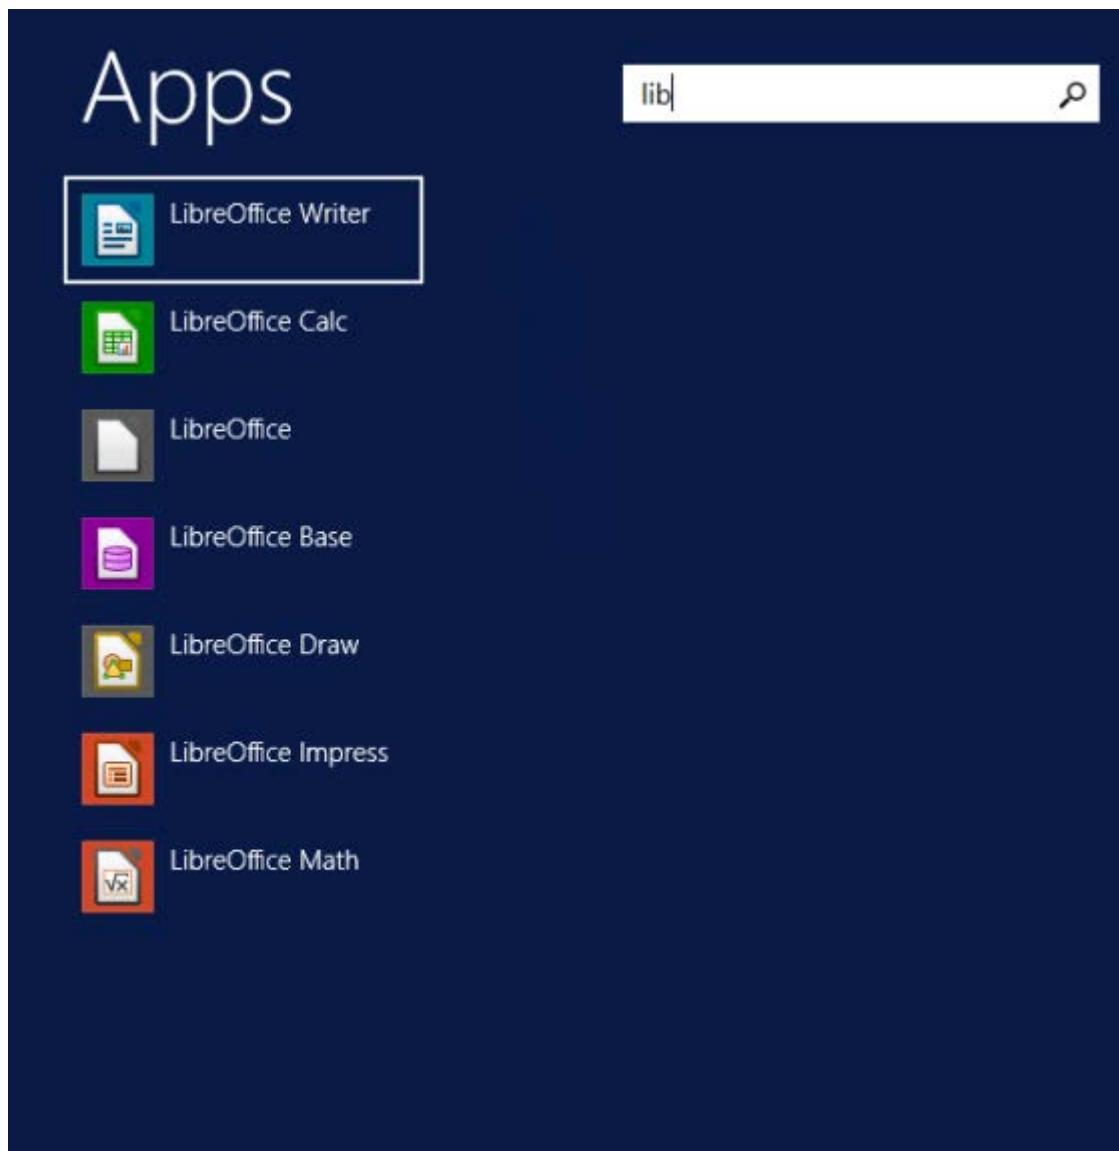 Apps
lib
LibreOffice Writer
LibreOffice Calc
LibreOffice
LibreOffice Base
LibreOffice Draw
LibreOffice Impress
LibreOffice Math